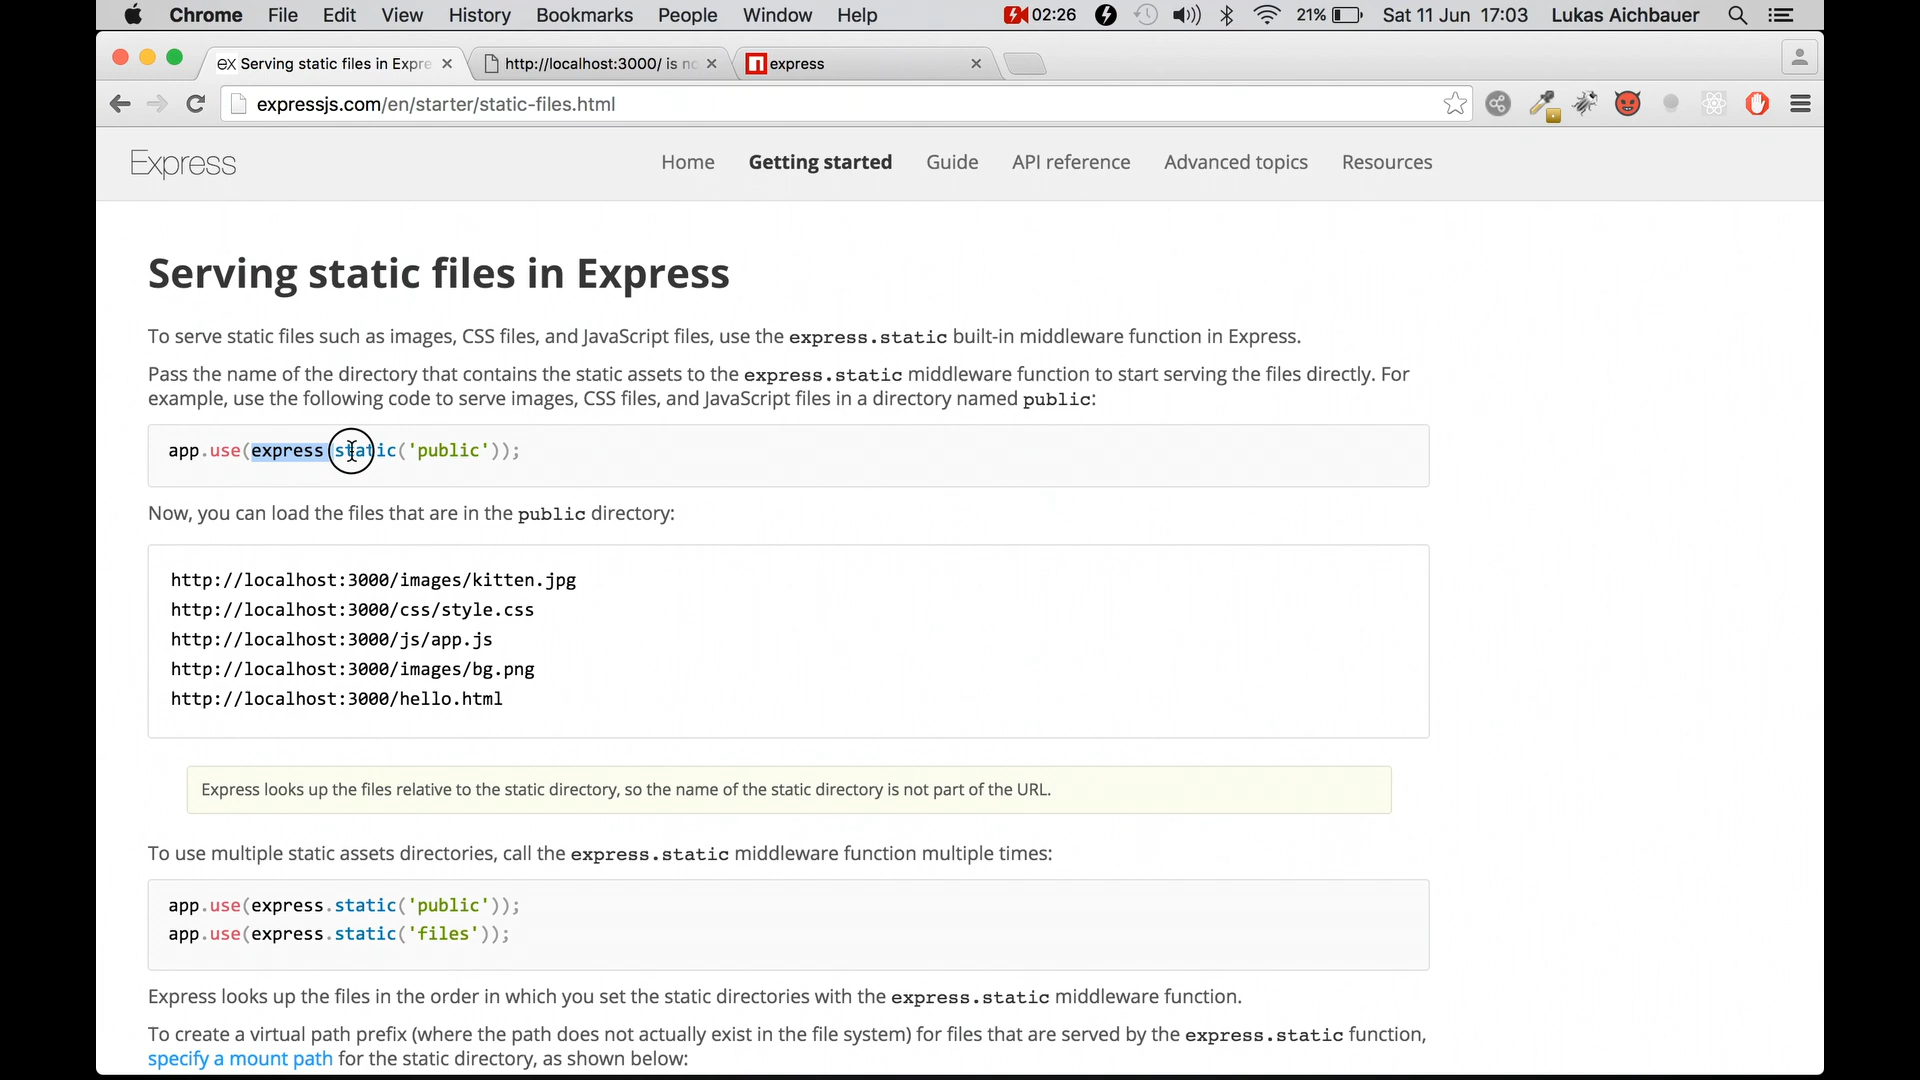 Chrome File Edit View History Bookmarks People Window Help 02:26 21% Sat 11 Jun 17:03 Lukas Aichbauer
ex Serving static files in Expre http://localhost:3000/ is no express
expressjs.com/en/starter/static-files.html
Express Home Getting started Guide API reference Advanced topics Resources
Serving static files in Express
To serve static files such as images, CSS files, and JavaScript files, use the express.static built-in middleware function in Express.
Pass the name of the directory that contains the static assets to the express.static middleware function to start serving the files directly. For
example, use the following code to serve images, CSS files, and JavaScript files in a directory named public:
app.use(express.static('public'));
Now, you can load the files that are in the public directory:
http://localhost:3000/images/kitten.jpg
http://localhost:3000/css/style.css
http://localhost:3000/js/app.js
http://localhost:3000/images/bg.png
http://localhost:3000/hello.html
Express looks up the files relative to the static directory, so the name of the static directory is not part of the URL.
To use multiple static assets directories, call the express.static middleware function multiple times:
app.use(express.static('public'));
app.use(express.static('files'));
Express looks up the files in the order in which you set the static directories with the express.static middleware function.
To create a virtual path prefix (where the path does not actually exist in the file system) for files that are served by the express.static function,
specify a mount path for the static directory, as shown below: